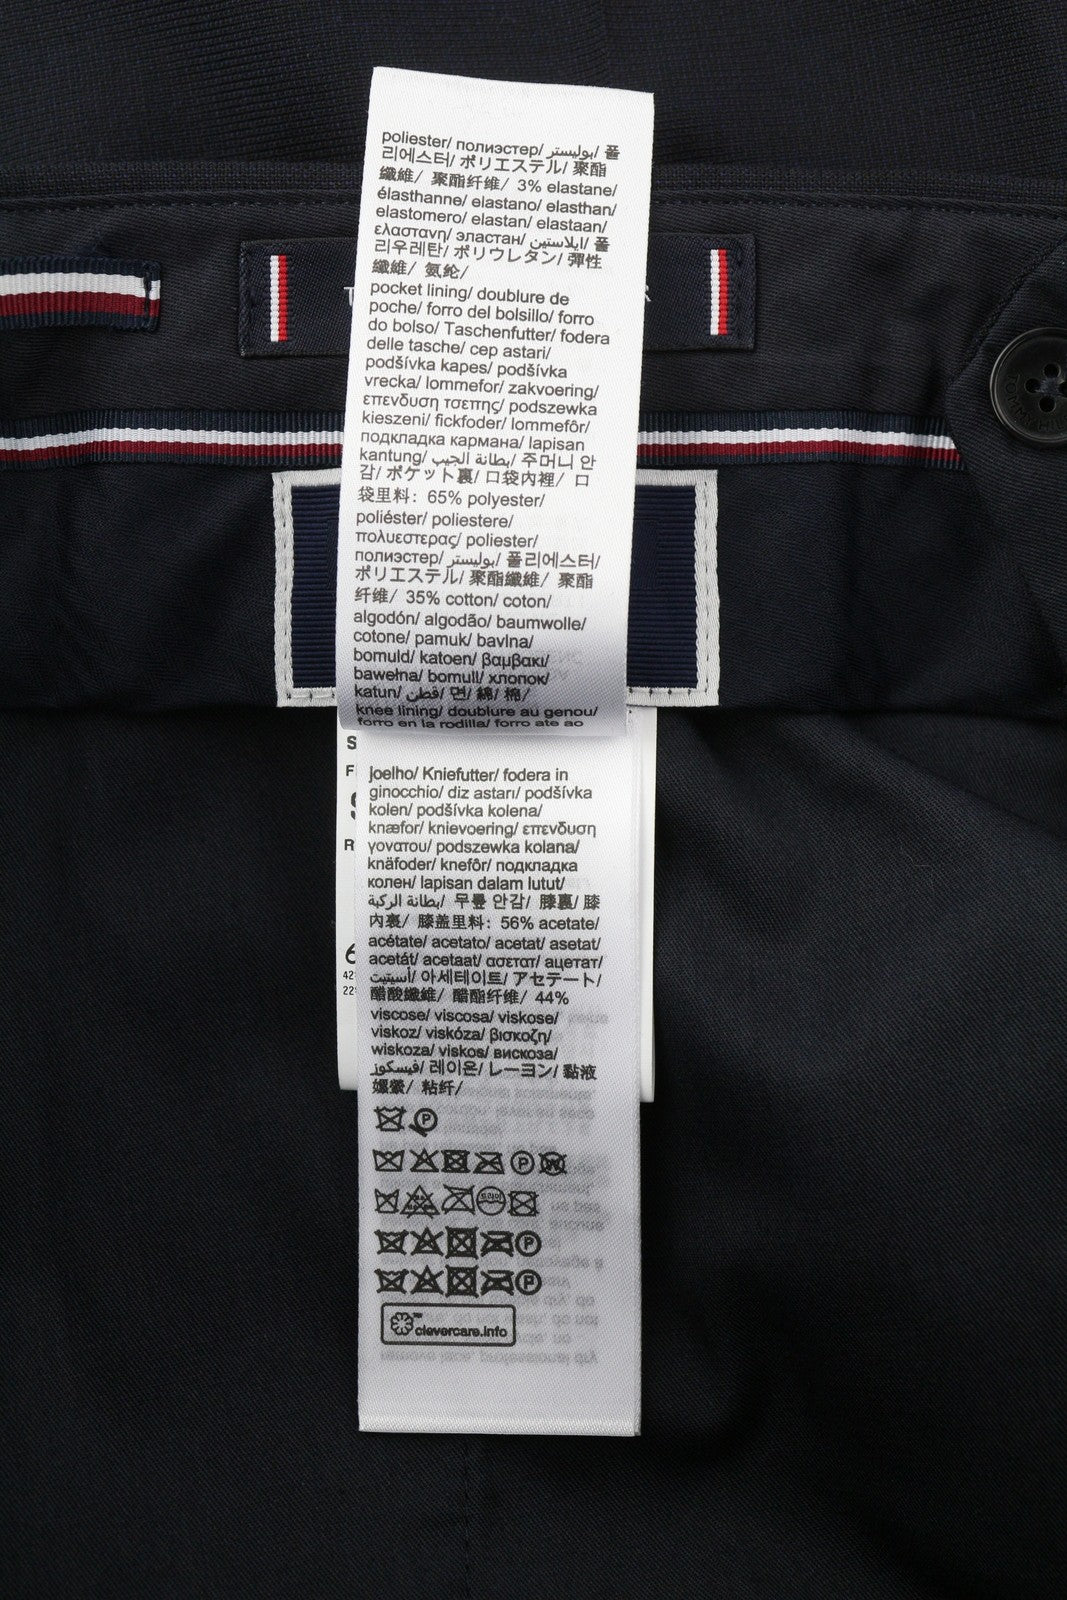 poliester/ полиэстер/ بوليستر/ 폴
리에스터/ ポリエステル/ 聚酯
纖維/ 聚酯纤维/ 3% elastane/
élasthanne/ elastano/ elasthan/
elastomero/ elastan/ elastaan/
ελαστανη/ эластан/ ايلاستين/ 폴
리우레탄/ ポリウレタン/ 彈性
纖維/ 氨纶/
pocket lining/ doublure de
poche/ forro del bolsillo/ forro
do bolso/ Taschenfutter/ fodera
delle tasche/ cep astari/
podšívka kapes/ podšívka
vrecka/ lommefor/ zakvoering/
επενδυση τσεπης/ podszewka
kieszeni/ fickfoder/ lommefôr/
подкладка кармана/ lapisan
kantung/ بطانة الجيب/ 주머니 안
감/ ポケット裏/ 口袋內裡/ 口
袋里料: 65% polyester/
poliéster/ poliestere/
πολυεστερας/ poliester/
полиэстер/ بوليستر/ 폴리에스터/
ポリエステル/ 聚酯纖維/ 聚酯
纤维/ 35% cotton/ coton/
algodón/ algodão/ baumwolle/
cotone/ pamuk/ bavlna/
bomuld/ katoen/ βαμβακι/
bawełna/ bomull/ хлопок/
katun/ قطن/ 면/ 綿/ 棉/
knee lining/ doublure au genou/
forro en la rodilla/ forro ate ao
joelho/ Kniefutter/ fodera in
ginocchio/ diz astarı/ podšívka
kolen/ podšívka kolena/
knæfor/ knievoering/ επενδυση
γονατου/ podszewka kolana/
knäfoder/ knefôr/ подкладка
колен/ lapisan dalam lutut/
بطانة الركبة/ 무릎 안감/ 膝裏/ 膝
内裏/ 膝盖里料: 56% acetate/
acétate/ acetato/ acetat/ asetat/
acetát/ acetaat/ ασετατ/ ацетат/
أسيتيت/ 아세테이트/ アセテート/
醋酸纖維/ 醋酯纤维/ 44%
viscose/ viscosa/ viskose/
viskoz/ viskóza/ βισκοζη/
wiskoza/ viskos/ вискоза/
فيسكوز/ 레이온/ レーヨン/ 黏液
嫘縈/ 粘纤/
P
P W
드라이
P
P
clevercare.info